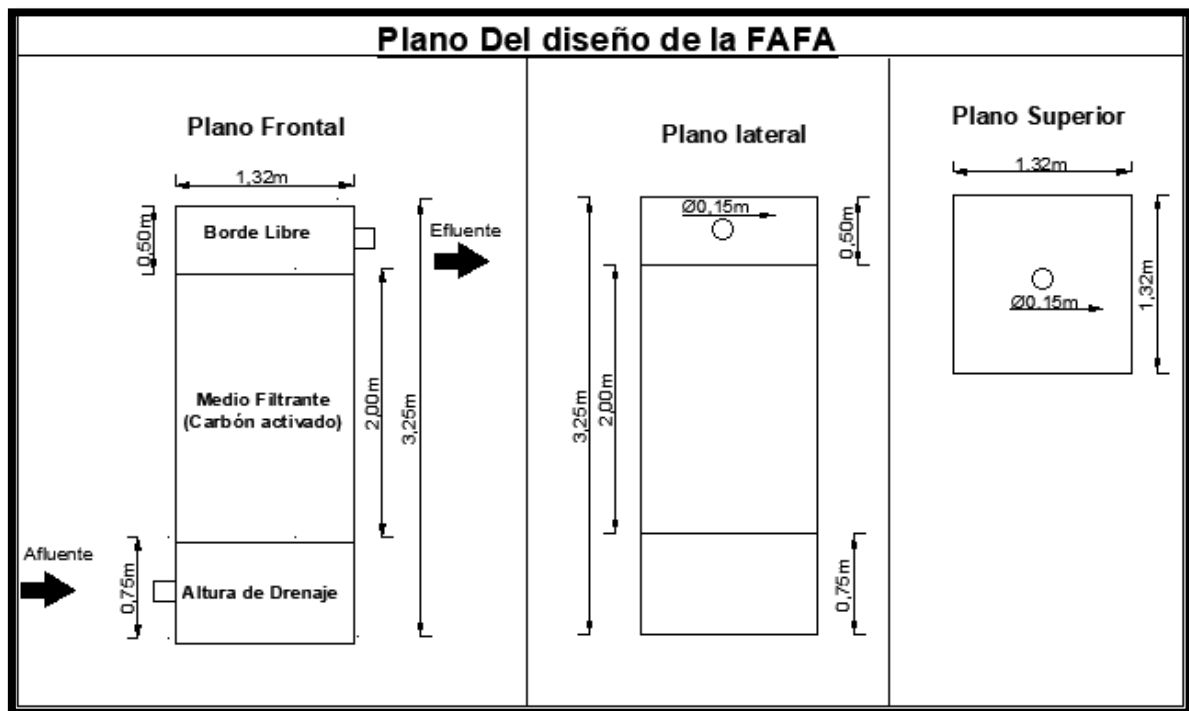 Plano Del diseño de la FAFA
Plano Frontal
1,32m
0,50m
Borde Libre
Efluente
Medio Filtrante
(Carbón activado)
2,00m
3,25m
Afluente
0,75m
Altura de Drenaje
Plano lateral
Ø0,15m
0,50m
3,25m
2,00m
0,75m
Plano Superior
1,32m
Ø0,15m
1,32m